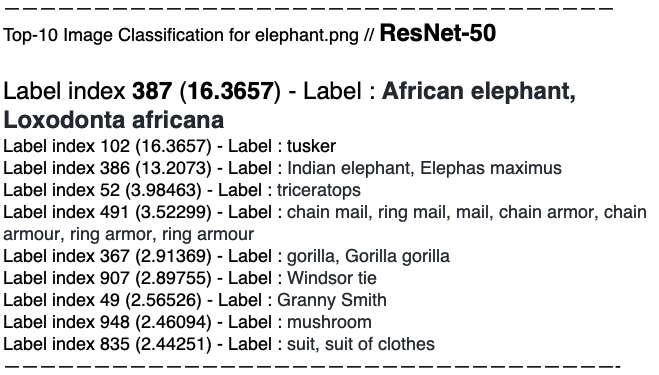 ————————————————————————————————————
Top-10 Image Classification for elephant.png // ResNet-50
Label index 387 (16.3657) - Label : African elephant,
Loxodonta africana
Label index 102 (16.3657) - Label : tusker
Label index 386 (13.2073) - Label : Indian elephant, Elephas maximus
Label index 52 (3.98463) - Label : triceratops
Label index 491 (3.52299) - Label : chain mail, ring mail, mail, chain armor, chain
armour, ring armor, ring armour
Label index 367 (2.91369) - Label : gorilla, Gorilla gorilla
Label index 907 (2.89755) - Label : Windsor tie
Label index 49 (2.56526) - Label : Granny Smith
Label index 948 (2.46094) - Label : mushroom
Label index 835 (2.44251) - Label : suit, suit of clothes
————————————————————————————————————-